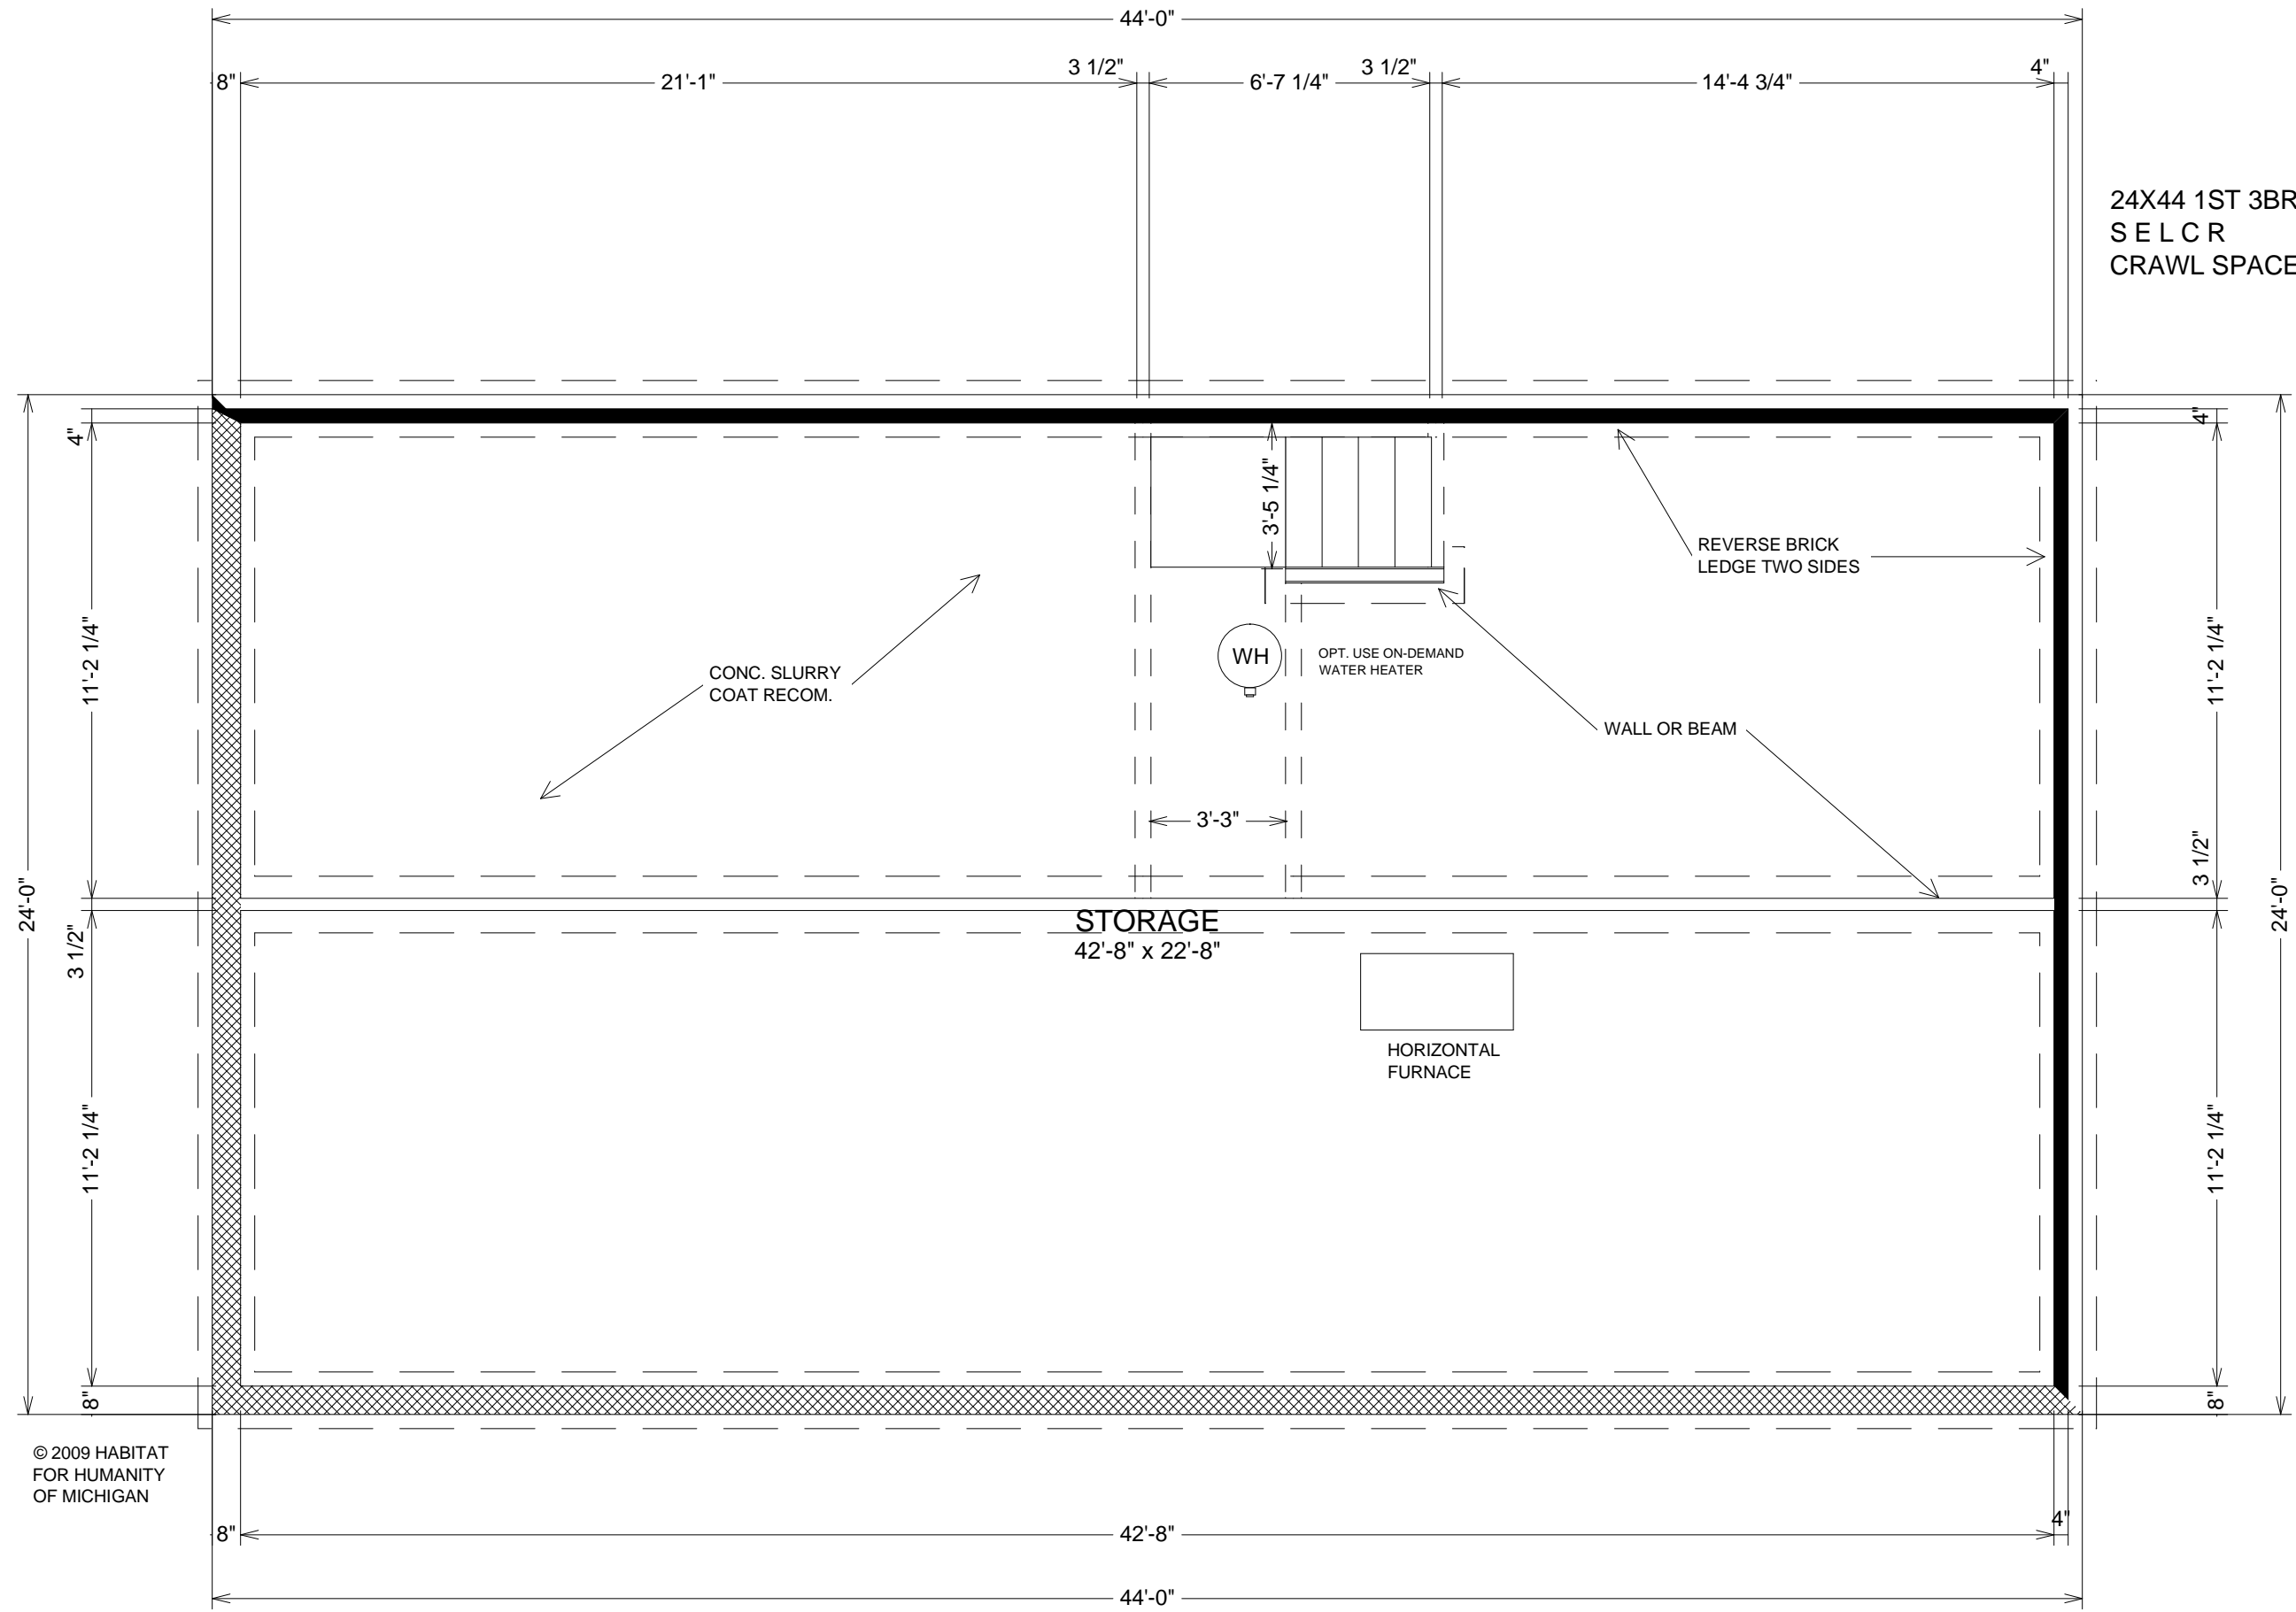 44'-0"
8"
21'-1"
3 1/2"
6'-7 1/4"
3 1/2"
14'-4 3/4"
4"
24X44 1ST 3BR
S E L C R
CRAWL SPACE
4"
4"
3'-5 1/4"
REVERSE BRICK
LEDGE TWO SIDES
11'-2 1/4"
11'-2 1/4"
WH
OPT. USE ON-DEMAND
WATER HEATER
CONC. SLURRY
COAT RECOM.
WALL OR BEAM
3'-3"
24'-0"
3 1/2"
3 1/2"
24'-0"
STORAGE
42'-8" x 22'-8"
HORIZONTAL
FURNACE
11'-2 1/4"
11'-2 1/4"
8"
8"
© 2009 HABITAT
FOR HUMANITY
OF MICHIGAN
8"
42'-8"
4"
44'-0"